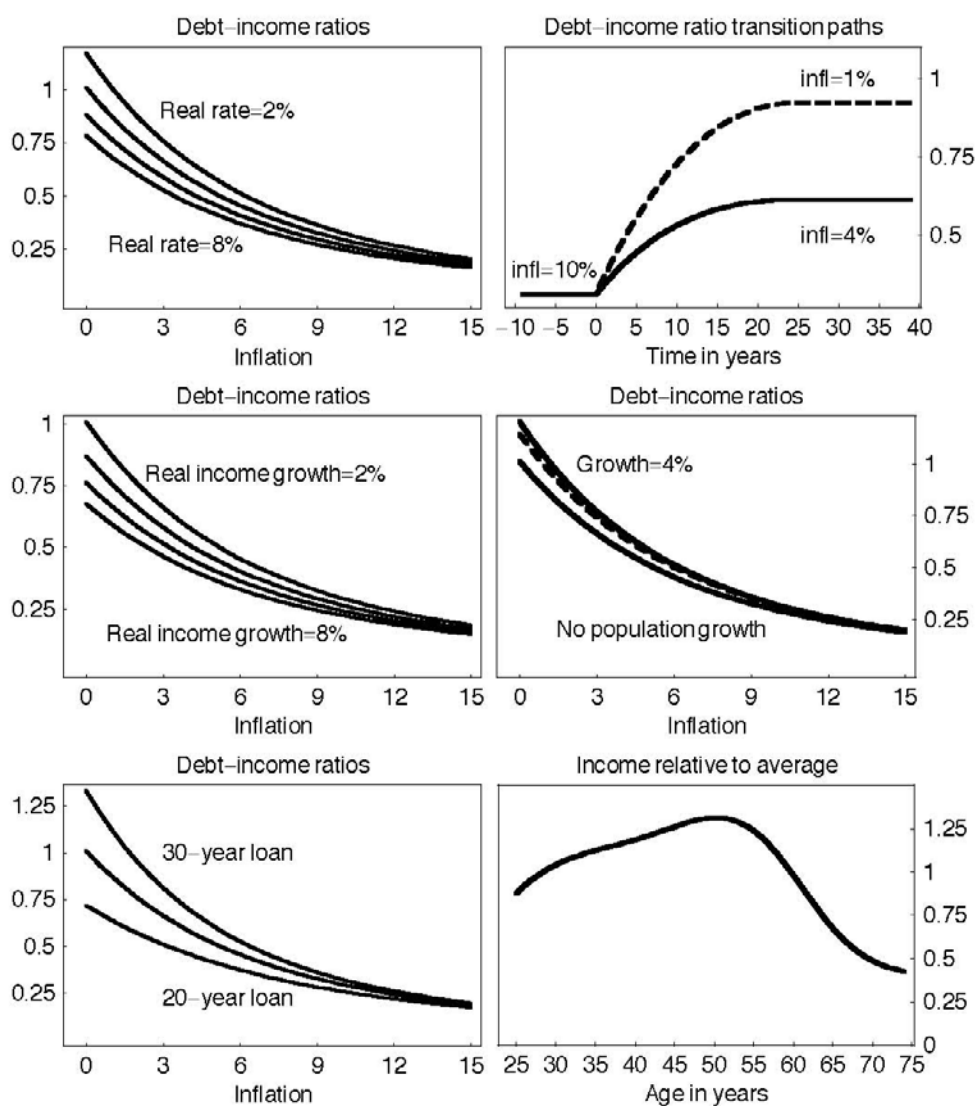 Debt–income ratios
1
0.75
0.5
0.25
Real rate=2%
Real rate=8%
0 3 6 9 12 15
Inflation
Debt–income ratio transition paths
infl=1%
infl=4%
infl=10%
1
0.75
0.5
−10 −5 0 5 10 15 20 25 30 35 40
Time in years
Debt–income ratios
1
0.75
0.5
0.25
Real income growth=2%
Real income growth=8%
0 3 6 9 12 15
Inflation
Debt–income ratios
Growth=4%
No population growth
1
0.75
0.5
0.25
0 3 6 9 12 15
Inflation
Debt–income ratios
1.25
1
0.75
0.5
0.25
30–year loan
20–year loan
0 3 6 9 12 15
Inflation
Income relative to average
1.25
1
0.75
0.5
0.25
0
25 30 35 40 45 50 55 60 65 70 75
Age in years